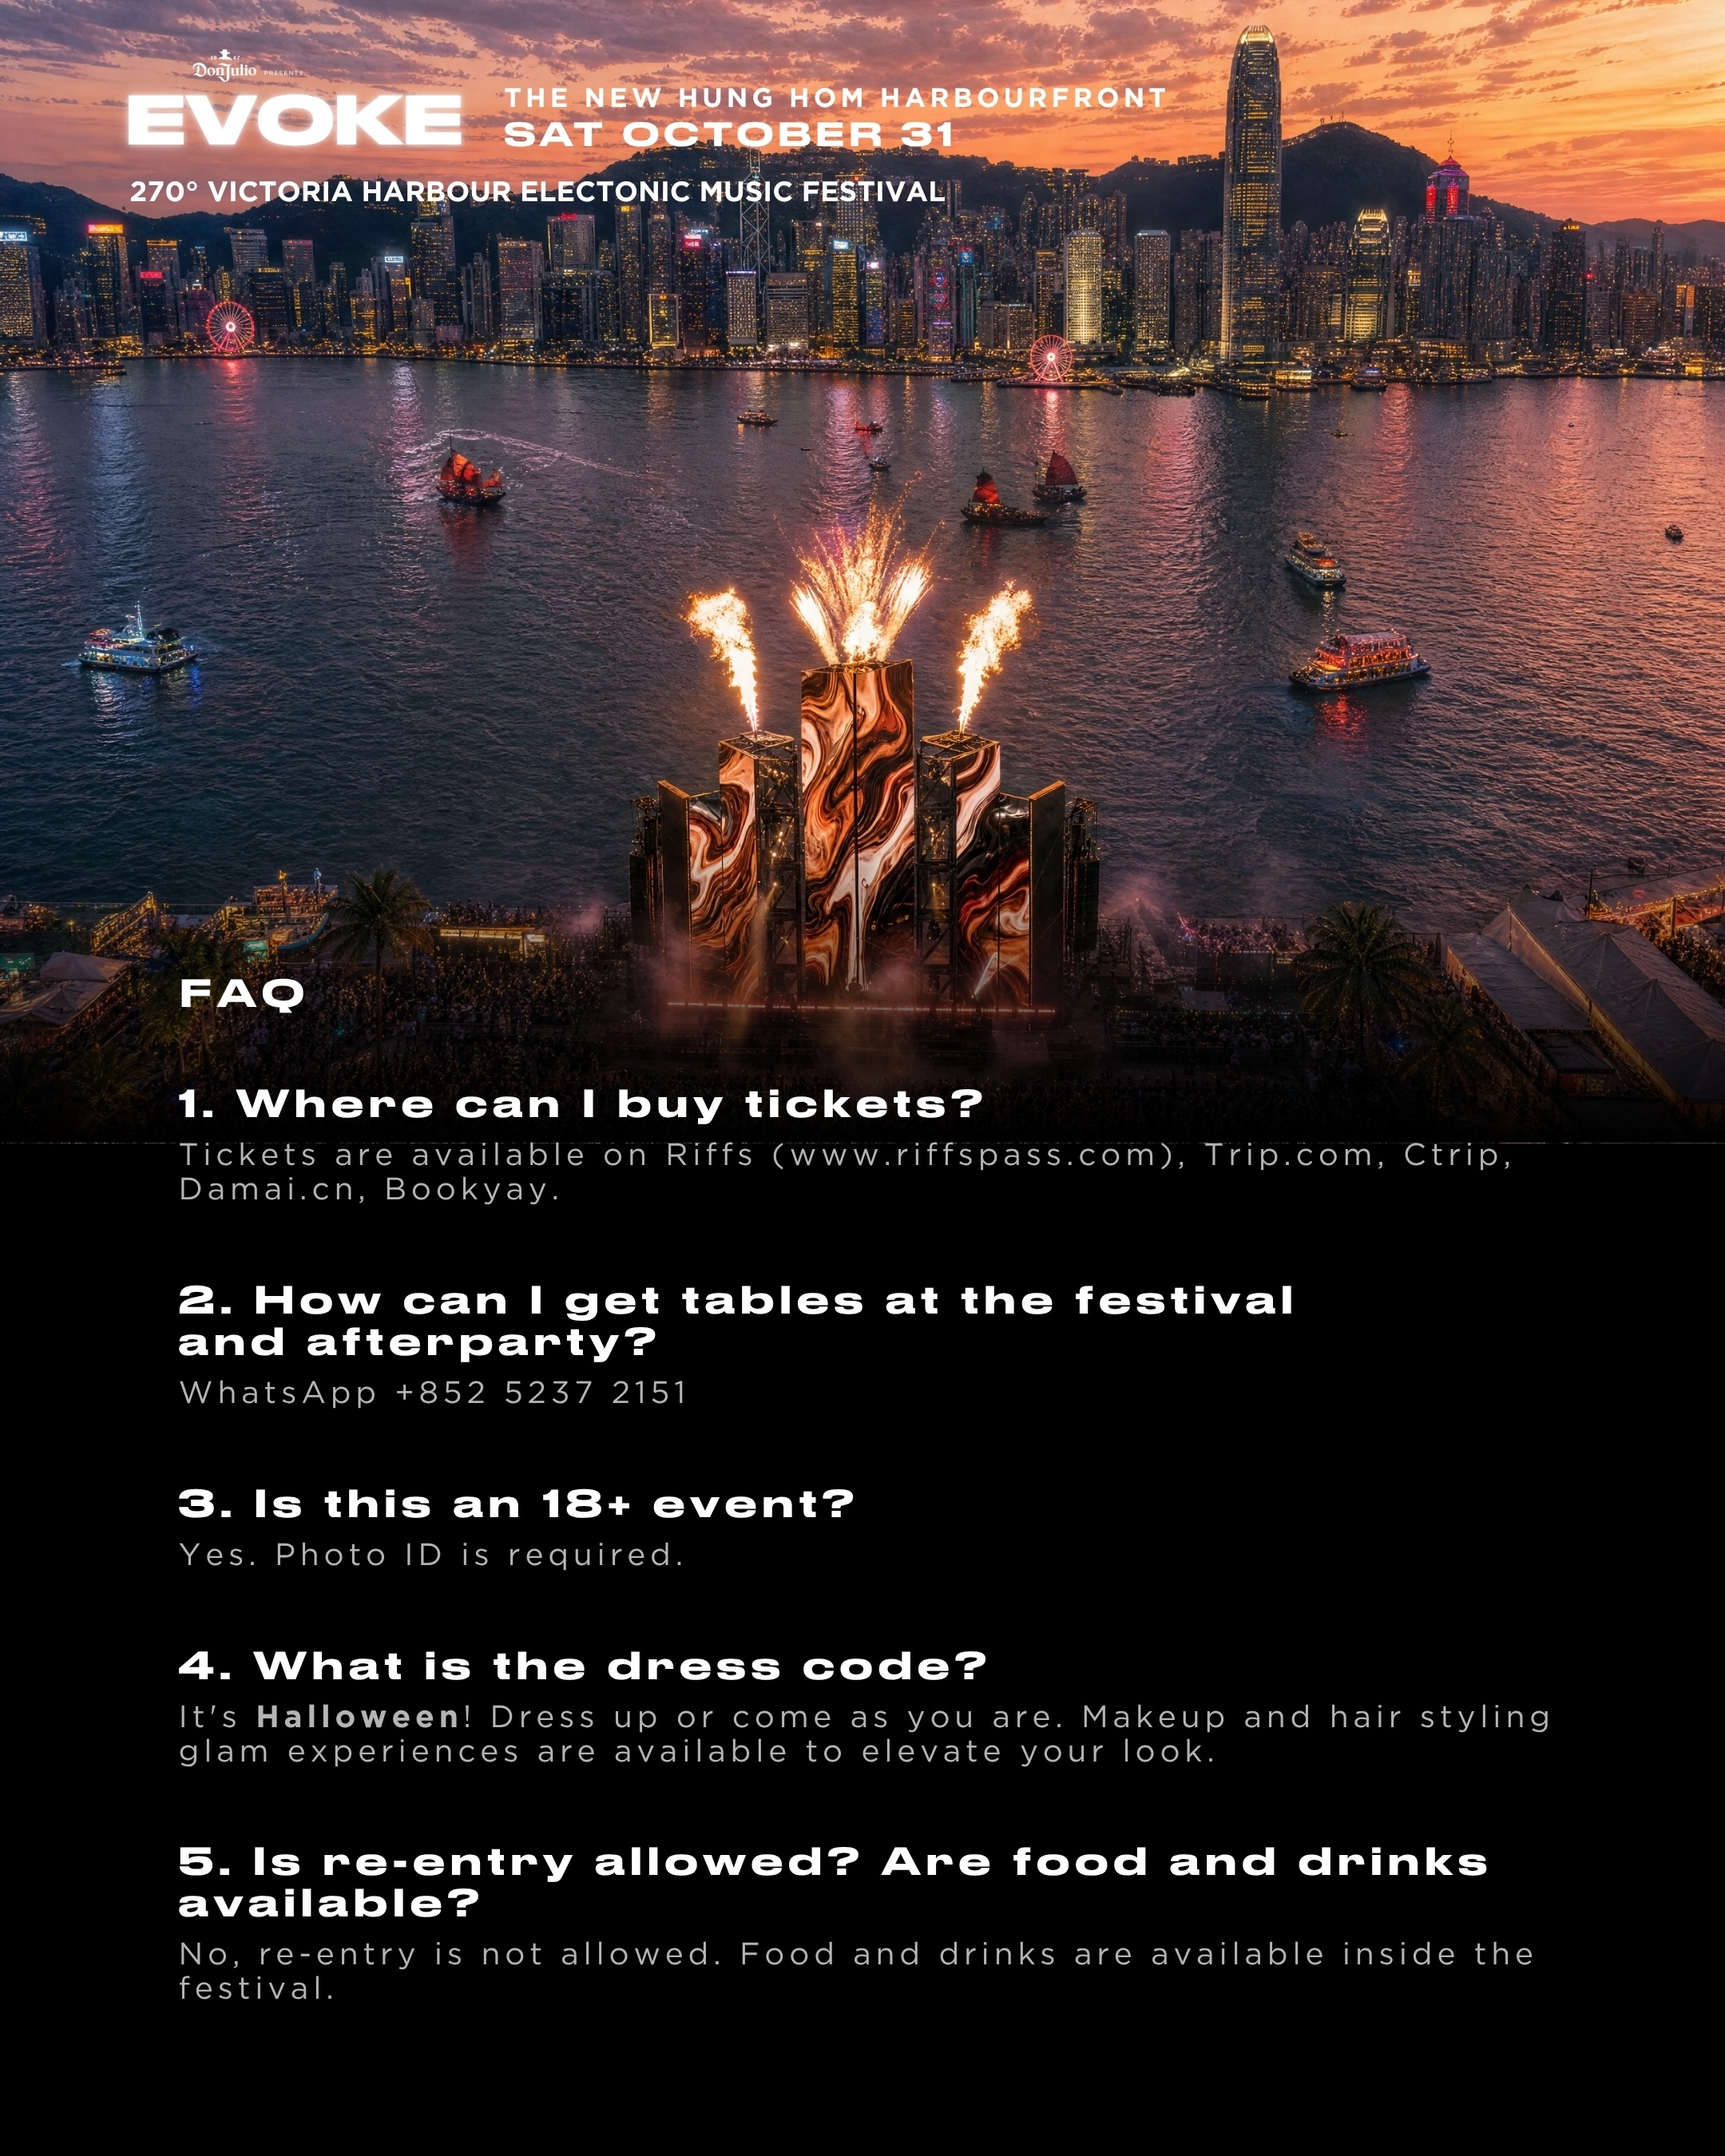 Don Julio PRESENTS
EVOKE
THE NEW HUNG HOM HARBOURFRONT
SAT OCTOBER 31
270° VICTORIA HARBOUR ELECTONIC MUSIC FESTIVAL
FAQ
1. Where can I buy tickets?
Tickets are available on Riffs (www.riffspass.com), Trip.com, Ctrip,
Damai.cn, Bookyay.
2. How can I get tables at the festival
and afterparty?
WhatsApp +852 5237 2151
3. Is this an 18+ event?
Yes. Photo ID is required.
4. What is the dress code?
It's Halloween! Dress up or come as you are. Makeup and hair styling
glam experiences are available to elevate your look.
5. Is re-entry allowed? Are food and drinks
available?
No, re-entry is not allowed. Food and drinks are available inside the
festival.